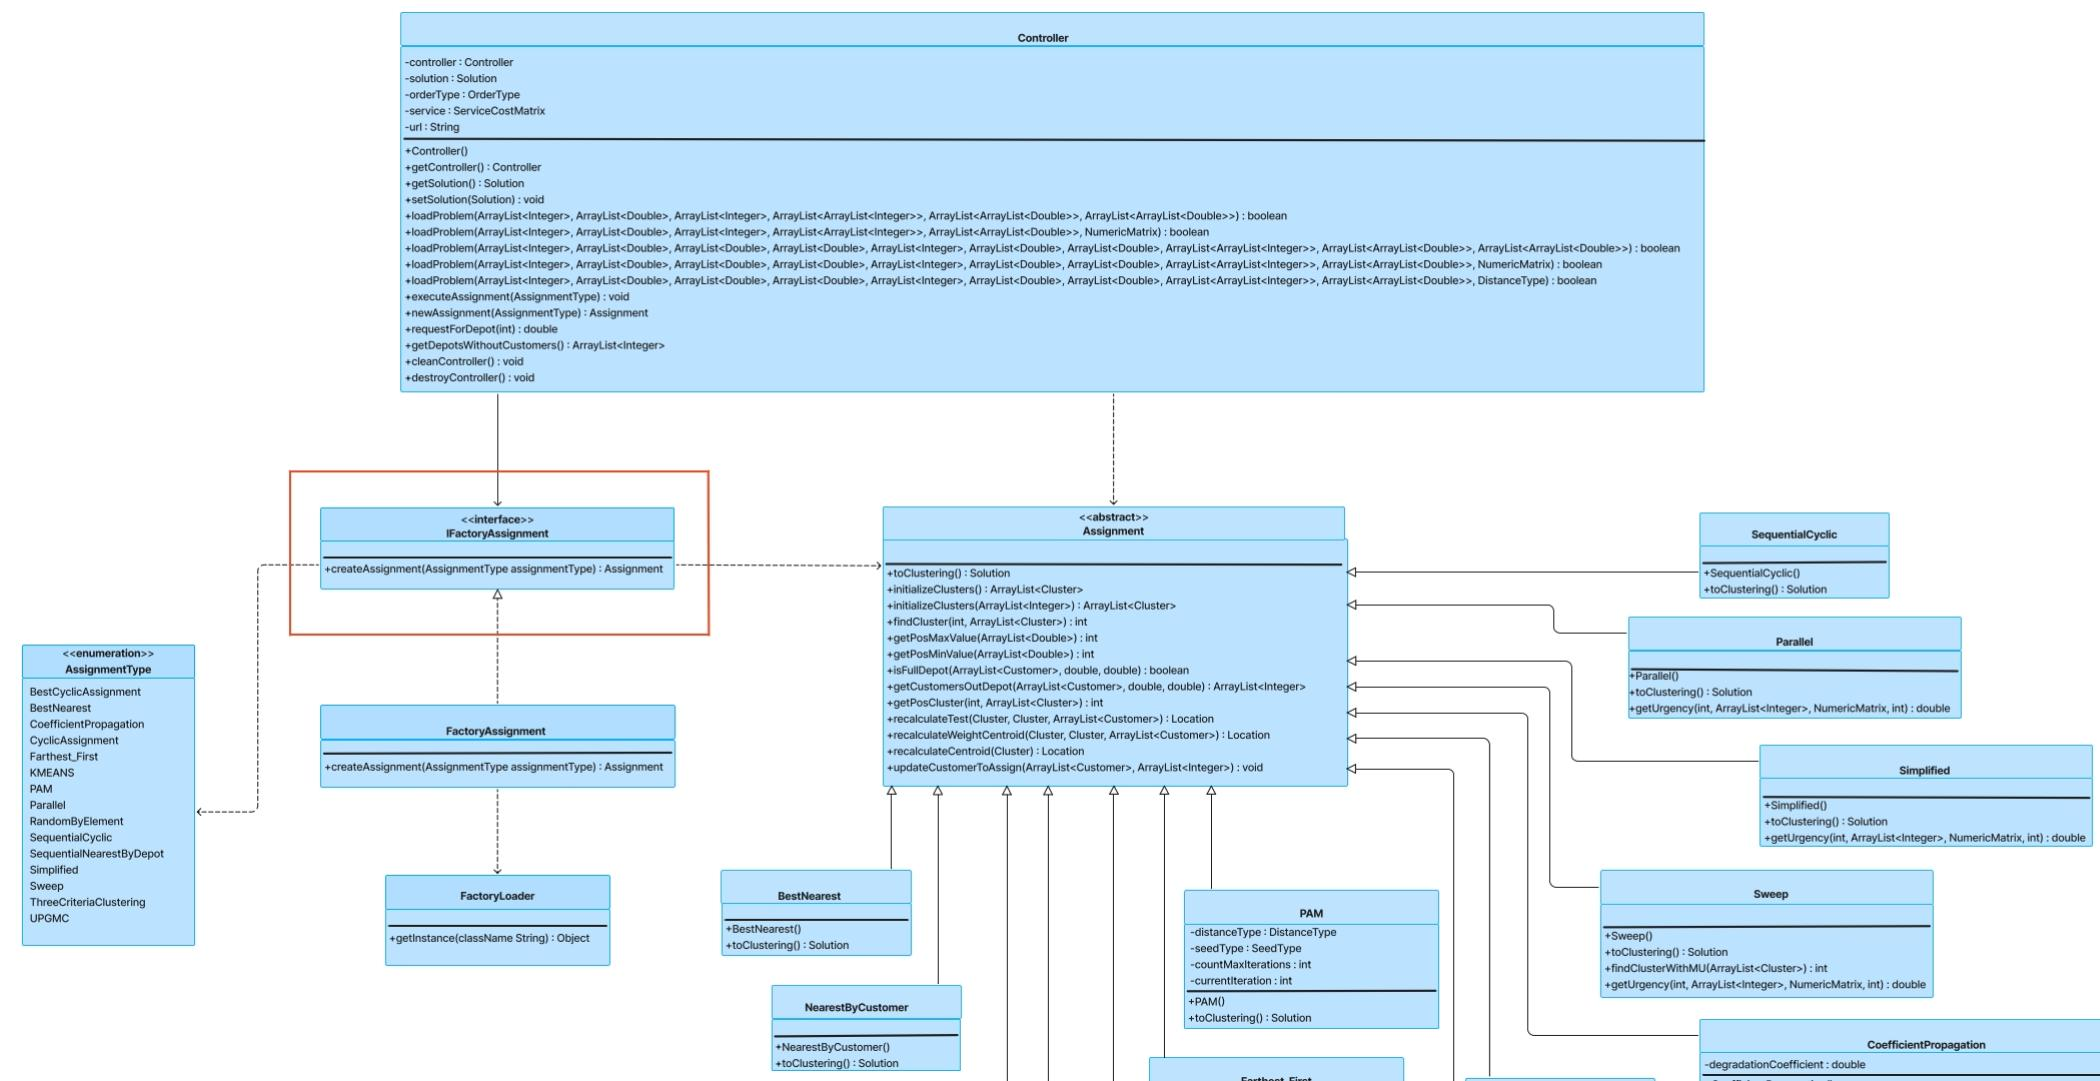 Controller
-controller : Controller
-solution : Solution
-orderType : OrderType
-service : ServiceCostMatrix
-url : String
+Controller()
+getController() : Controller
+getSolution() : Solution
+setSolution(Solution) : void
+loadProblem(ArrayList<Integer>, ArrayList<Double>, ArrayList<Integer>, ArrayList<ArrayList<Integer>>, ArrayList<ArrayList<Double>>, ArrayList<ArrayList<Double>>) : boolean
+loadProblem(ArrayList<Integer>, ArrayList<Double>, ArrayList<Integer>, ArrayList<ArrayList<Integer>>, ArrayList<ArrayList<Double>>, NumericMatrix) : boolean
+loadProblem(ArrayList<Integer>, ArrayList<Double>, ArrayList<Double>, ArrayList<Double>, ArrayList<Integer>, ArrayList<Double>, ArrayList<Double>, ArrayList<ArrayList<Integer>>, ArrayList<ArrayList<Double>>, ArrayList<ArrayList<Double>>) : boolean
+loadProblem(ArrayList<Integer>, ArrayList<Double>, ArrayList<Double>, ArrayList<Double>, ArrayList<Integer>, ArrayList<Double>, ArrayList<Double>, ArrayList<ArrayList<Integer>>, ArrayList<ArrayList<Double>>, NumericMatrix) : boolean
+loadProblem(ArrayList<Integer>, ArrayList<Double>, ArrayList<Double>, ArrayList<Double>, ArrayList<Integer>, ArrayList<Double>, ArrayList<Double>, ArrayList<ArrayList<Integer>>, ArrayList<ArrayList<Double>>, DistanceType) : boolean
+executeAssignment(AssignmentType) : void
+newAssignment(AssignmentType) : Assignment
+requestForDepot(int) : double
+getDepotsWithoutCustomers() : ArrayList<Integer>
+cleanController() : void
+destroyController() : void
<<interface>>
IFactoryAssignment
+createAssignment(AssignmentType assignmentType) : Assignment
<<enumeration>>
AssignmentType
BestCyclicAssignment
BestNearest
CoefficientPropagation
CyclicAssignment
Farthest_First
KMEANS
PAM
Parallel
RandomByElement
SequentialCyclic
SequentialNearestByDepot
Simplified
Sweep
ThreeCriteriaClustering
UPGMC
FactoryAssignment
+createAssignment(AssignmentType assignmentType) : Assignment
FactoryLoader
+getInstance(className String) : Object
<<abstract>>
Assignment
+toClustering() : Solution
+initializeClusters() : ArrayList<Cluster>
+initializeClusters(ArrayList<Integer>) : ArrayList<Cluster>
+findCluster(int, ArrayList<Cluster>) : int
+getPosMaxValue(ArrayList<Double>) : int
+getPosMinValue(ArrayList<Double>) : int
+isFullDepot(ArrayList<Customer>, double, double) : boolean
+getCustomersOutDepot(ArrayList<Customer>, double, double) : ArrayList<Integer>
+getPosCluster(int, ArrayList<Cluster>) : int
+recalculateTest(Cluster, Cluster, ArrayList<Customer>) : Location
+recalculateWeightCentroid(Cluster, Cluster, ArrayList<Customer>) : Location
+recalculateCentroid(Cluster) : Location
+updateCustomerToAssign(ArrayList<Customer>, ArrayList<Integer>) : void
SequentialCyclic
+SequentialCyclic()
+toClustering() : Solution
Parallel
+Parallel()
+toClustering() : Solution
+getUrgency(int, ArrayList<Integer>, NumericMatrix, int) : double
Simplified
+Simplified()
+toClustering() : Solution
+getUrgency(int, ArrayList<Integer>, NumericMatrix, int) : double
Sweep
+Sweep()
+toClustering() : Solution
+findClusterWithMU(ArrayList<Cluster>) : int
+getUrgency(int, ArrayList<Integer>, NumericMatrix, int) : double
BestNearest
+BestNearest()
+toClustering() : Solution
PAM
-distanceType : DistanceType
-seedType : SeedType
-countMaxIterations : int
-currentIteration : int
+PAM()
+toClustering() : Solution
NearestByCustomer
+NearestByCustomer()
+toClustering() : Solution
CoefficientPropagation
-degradationCoefficient : double
Farthest_First